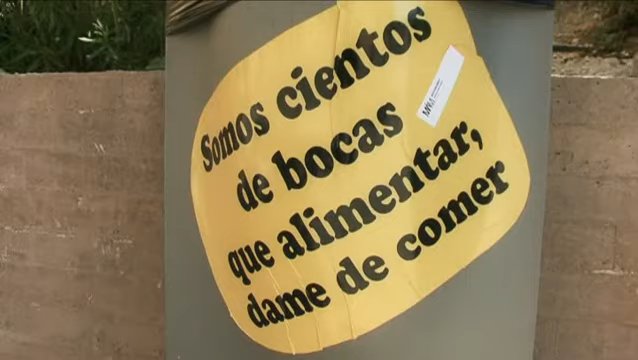 Somos cientos
de bocas
que alimentar,
dame de comer